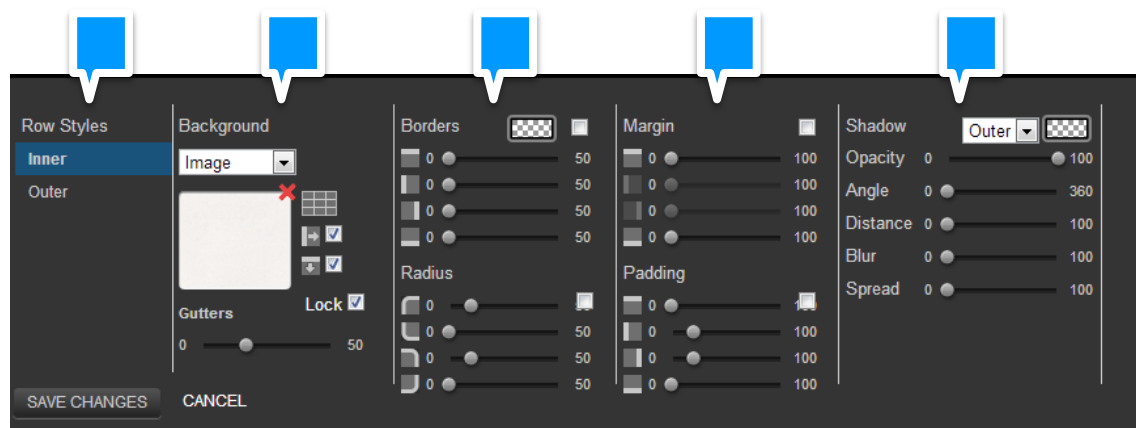 Row Styles
Inner
Outer
SAVE CHANGES
Background
Image
Lock
Gutters
0 50
CANCEL
Borders
0 50
0 50
0 50
0 50
Radius
0
0 50
0 50
0 50
Margin
0 100
0 100
0 100
0 100
Padding
0
0 100
0 100
0 100
Shadow Outer
Opacity 0 100
Angle 0 360
Distance 0 100
Blur 0 100
Spread 0 100